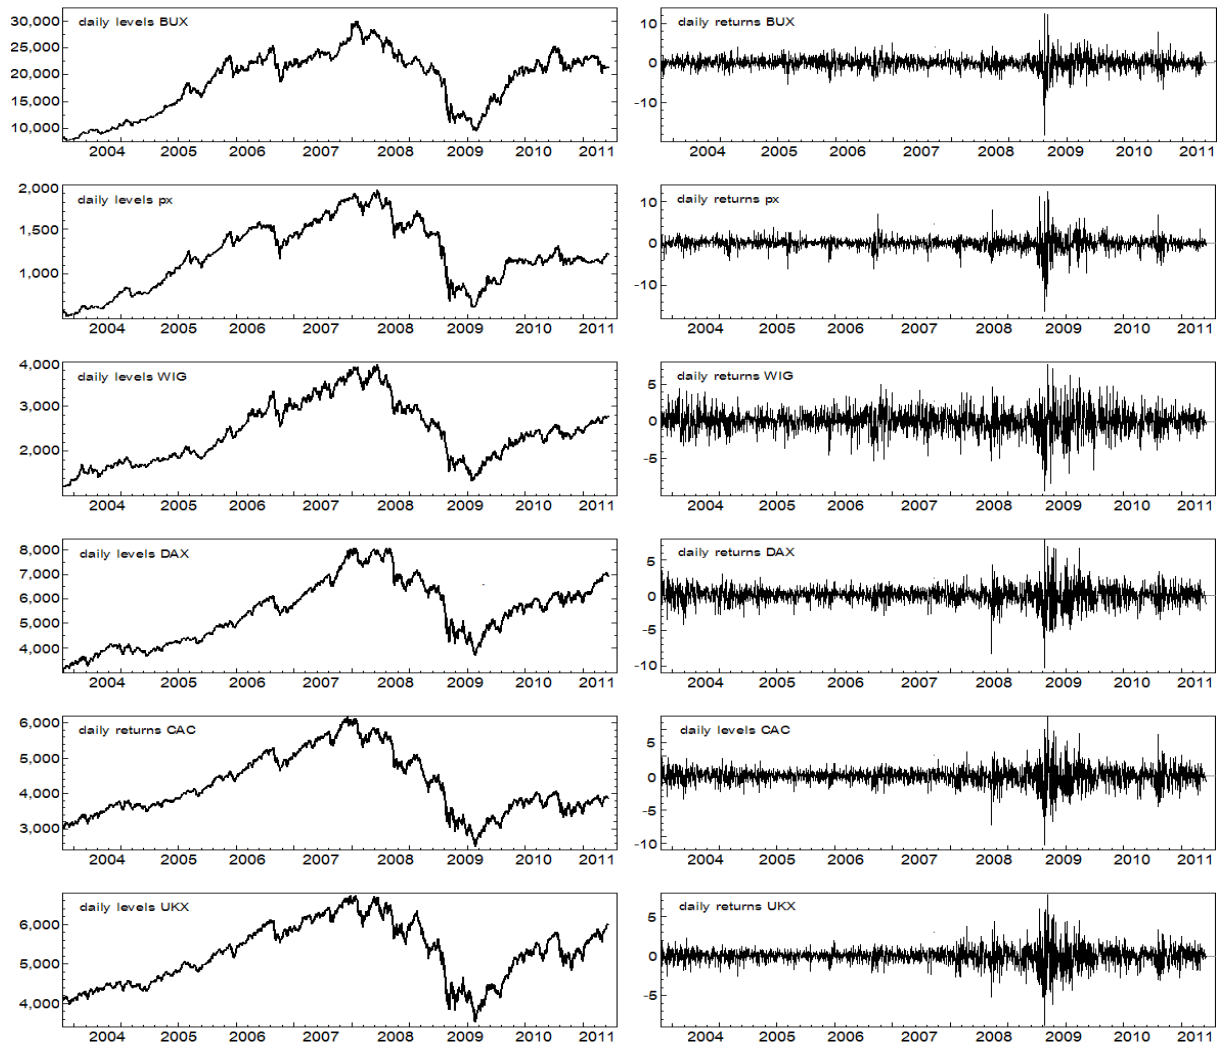 daily levels BUX
30,000
25,000
20,000
15,000
10,000
2004 2005 2006 2007 2008 2009 2010 2011
daily returns BUX
10
0
-10
2004 2005 2006 2007 2008 2009 2010 2011
daily levels px
2,000
1,500
1,000
2004 2005 2006 2007 2008 2009 2010 2011
daily returns px
10
0
-10
2004 2005 2006 2007 2008 2009 2010 2011
daily levels WIG
4,000
3,000
2,000
2004 2005 2006 2007 2008 2009 2010 2011
daily returns WIG
5
0
-5
2004 2005 2006 2007 2008 2009 2010 2011
daily levels DAX
8,000
7,000
6,000
5,000
4,000
2004 2005 2006 2007 2008 2009 2010 2011
daily returns DAX
5
0
-5
-10
2004 2005 2006 2007 2008 2009 2010 2011
daily returns CAC
6,000
5,000
4,000
3,000
2004 2005 2006 2007 2008 2009 2010 2011
daily levels CAC
5
0
-5
-10
2004 2005 2006 2007 2008 2009 2010 2011
daily levels UKX
6,000
5,000
4,000
2004 2005 2006 2007 2008 2009 2010 2011
daily returns UKX
5
0
-5
2004 2005 2006 2007 2008 2009 2010 2011